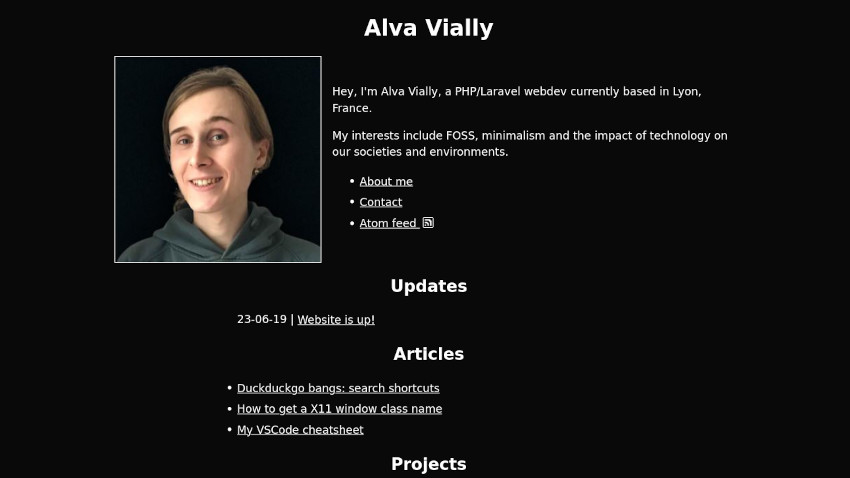 Alva Vially
Hey, I'm Alva Vially, a PHP/Laravel webdev currently based in Lyon,
France.
My interests include FOSS, minimalism and the impact of technology on
our societies and environments.
• About me
• Contact
• Atom feed
Updates
23-06-19 | Website is up!
Articles
• Duckduckgo bangs: search shortcuts
• How to get a X11 window class name
• My VSCode cheatsheet
Projects